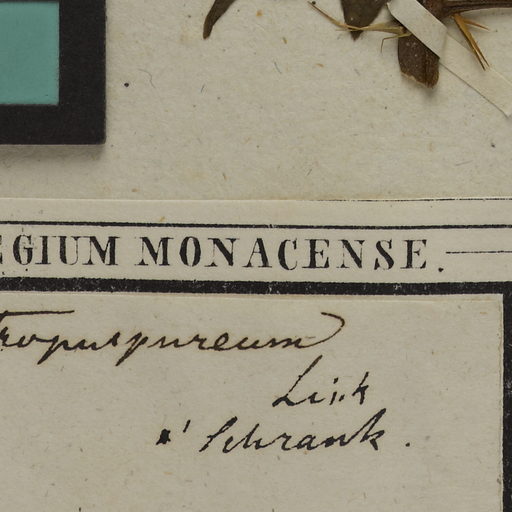 EGIUM MONACENSE.
tropurpureum
Link
Schrank.